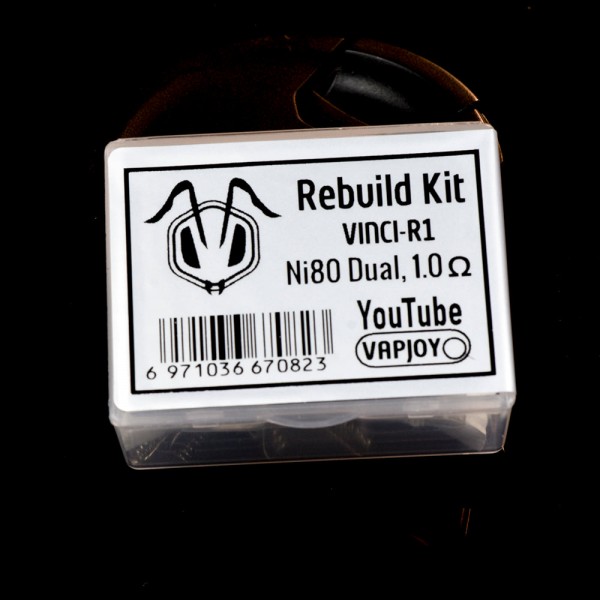 Rebuild Kit
VINCI-R1
Ni80 Dual, 1.0 Ω
YouTube
VAPJOY
6 971036 670823